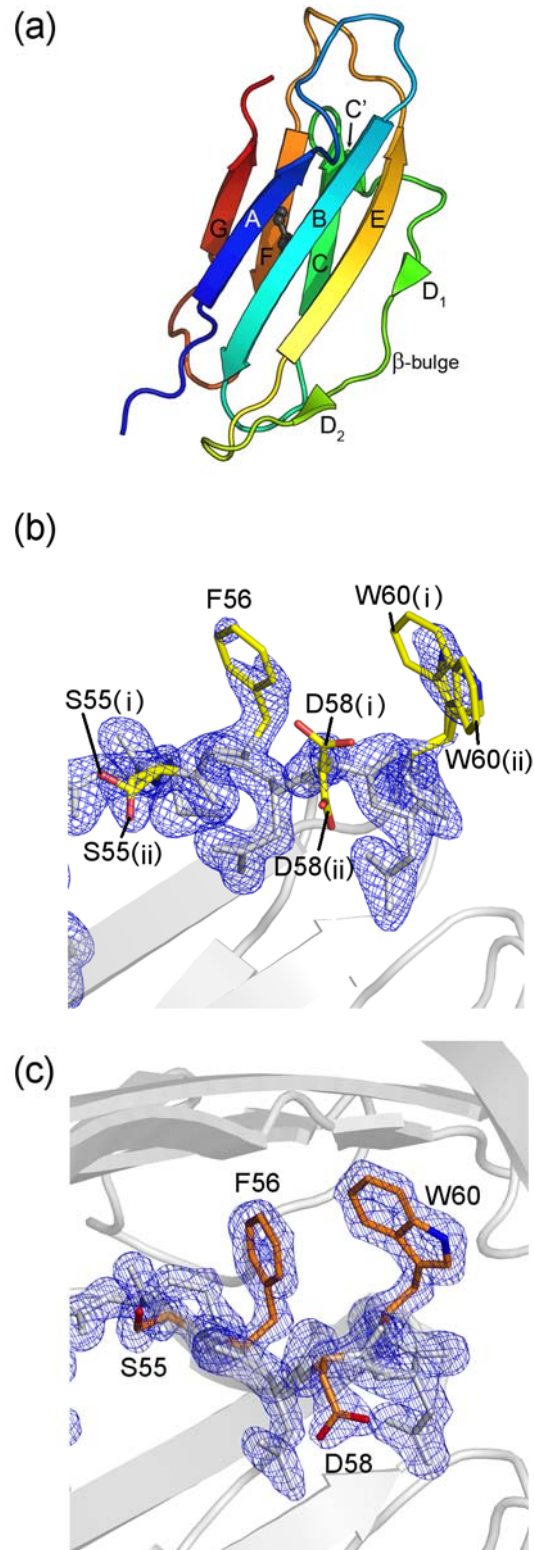 (a)
C'
G
A
F
B
C
E
D1
β-bulge
D2
(b)
F56
W60(i)
S55(i)
D58(i)
W60(ii)
S55(ii)
D58(ii)
(c)
F56
W60
S55
D58